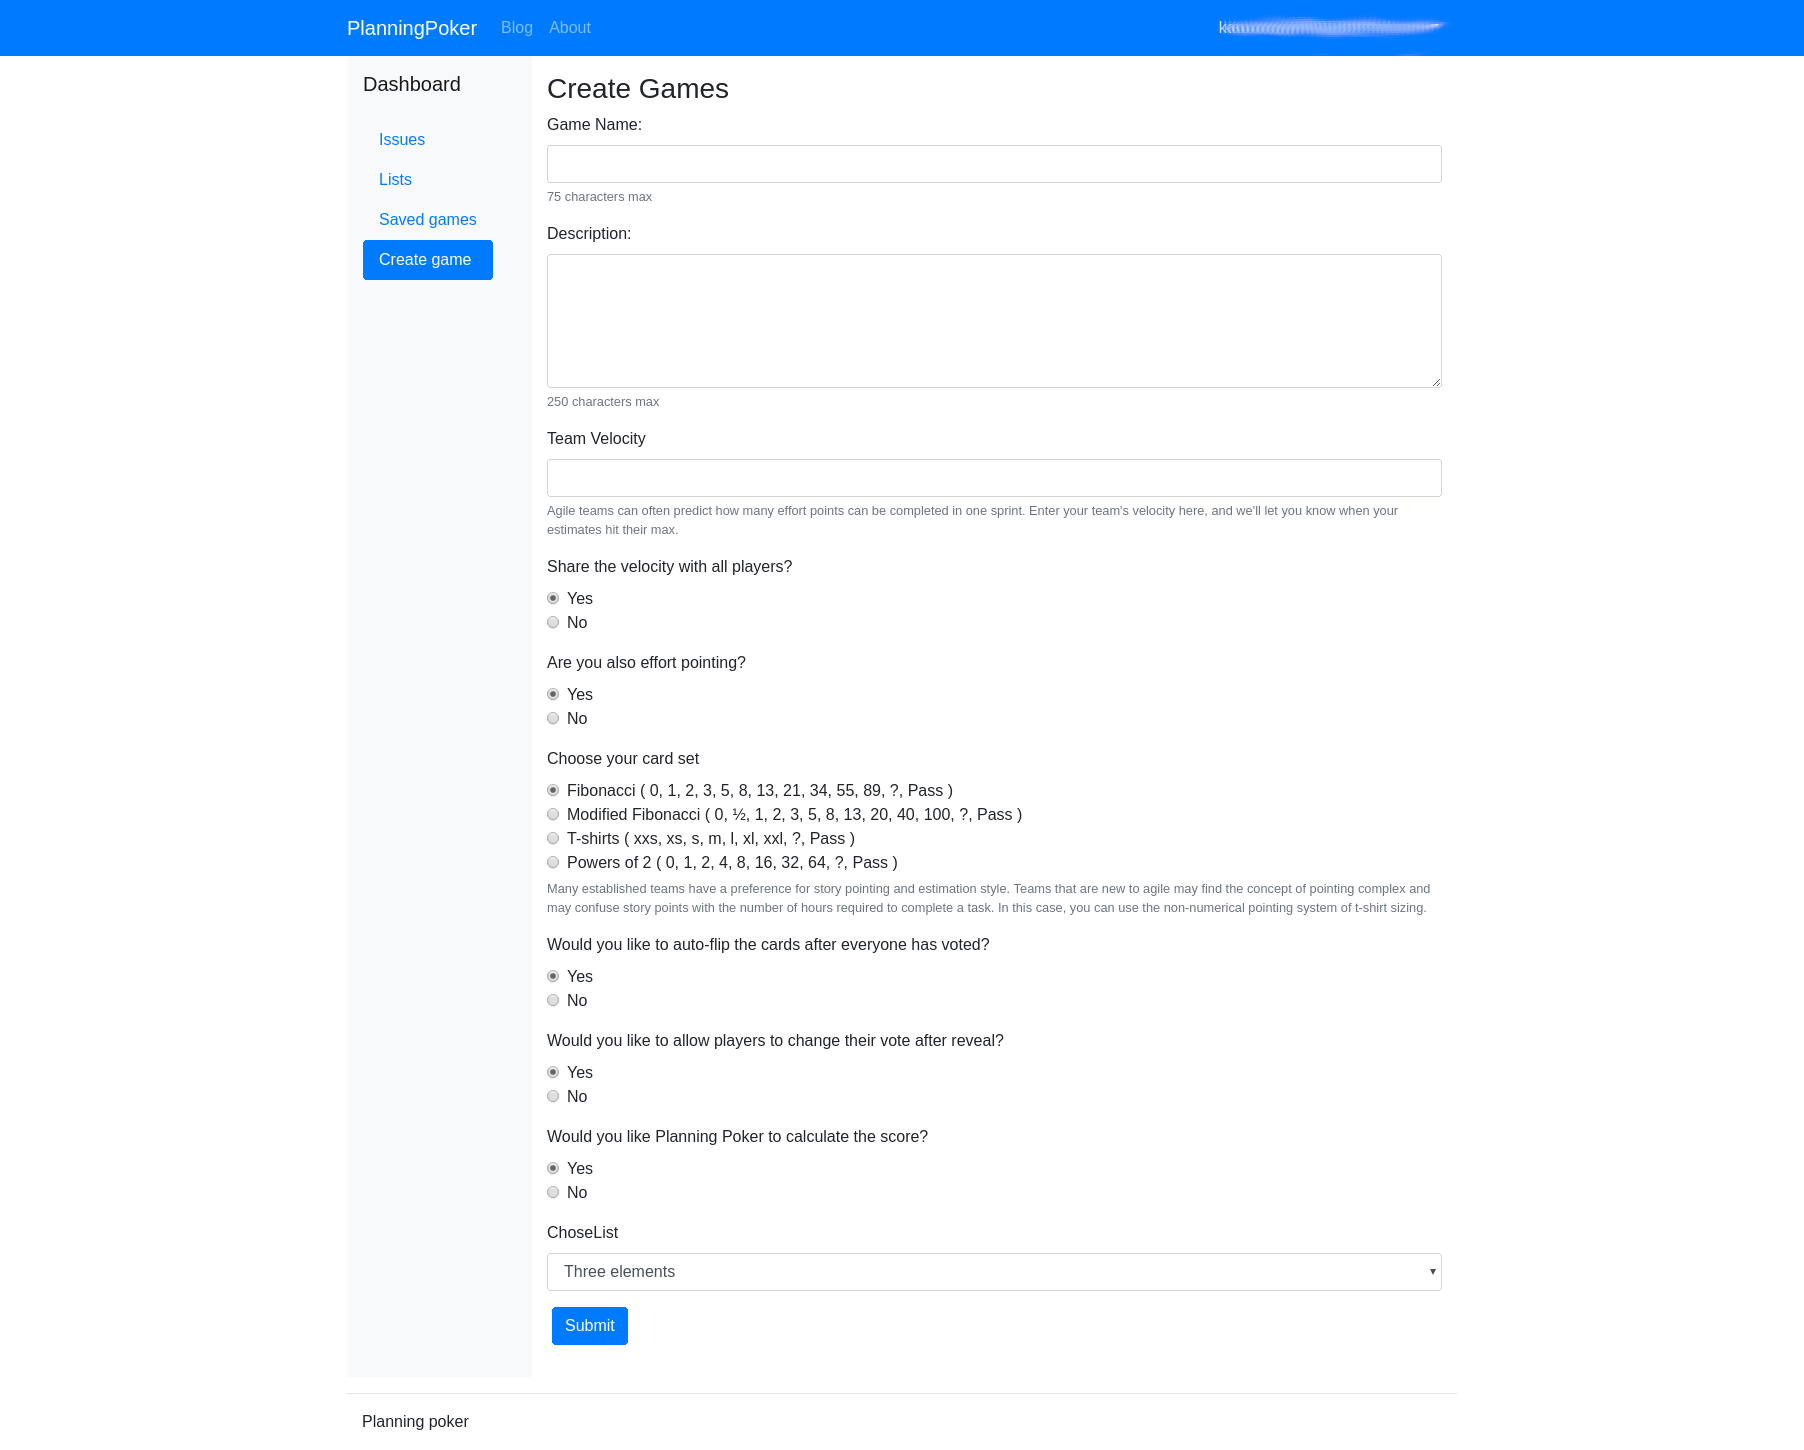 PlanningPoker Blog About
Dashboard
Issues
Lists
Saved games
Create game
Create Games
Game Name:
75 characters max
Description:
250 characters max
Team Velocity
Agile teams can often predict how many effort points can be completed in one sprint. Enter your team's velocity here, and we'll let you know when your
estimates hit their max.
Share the velocity with all players?
Yes
No
Are you also effort pointing?
Yes
No
Choose your card set
Fibonacci ( 0, 1, 2, 3, 5, 8, 13, 21, 34, 55, 89, ?, Pass )
Modified Fibonacci ( 0, ½, 1, 2, 3, 5, 8, 13, 20, 40, 100, ?, Pass )
T-shirts ( xxs, xs, s, m, l, xl, xxl, ?, Pass )
Powers of 2 ( 0, 1, 2, 4, 8, 16, 32, 64, ?, Pass )
Many established teams have a preference for story pointing and estimation style. Teams that are new to agile may find the concept of pointing complex and
may confuse story points with the number of hours required to complete a task. In this case, you can use the non-numerical pointing system of t-shirt sizing.
Would you like to auto-flip the cards after everyone has voted?
Yes
No
Would you like to allow players to change their vote after reveal?
Yes
No
Would you like Planning Poker to calculate the score?
Yes
No
ChoseList
Three elements
Submit
Planning poker